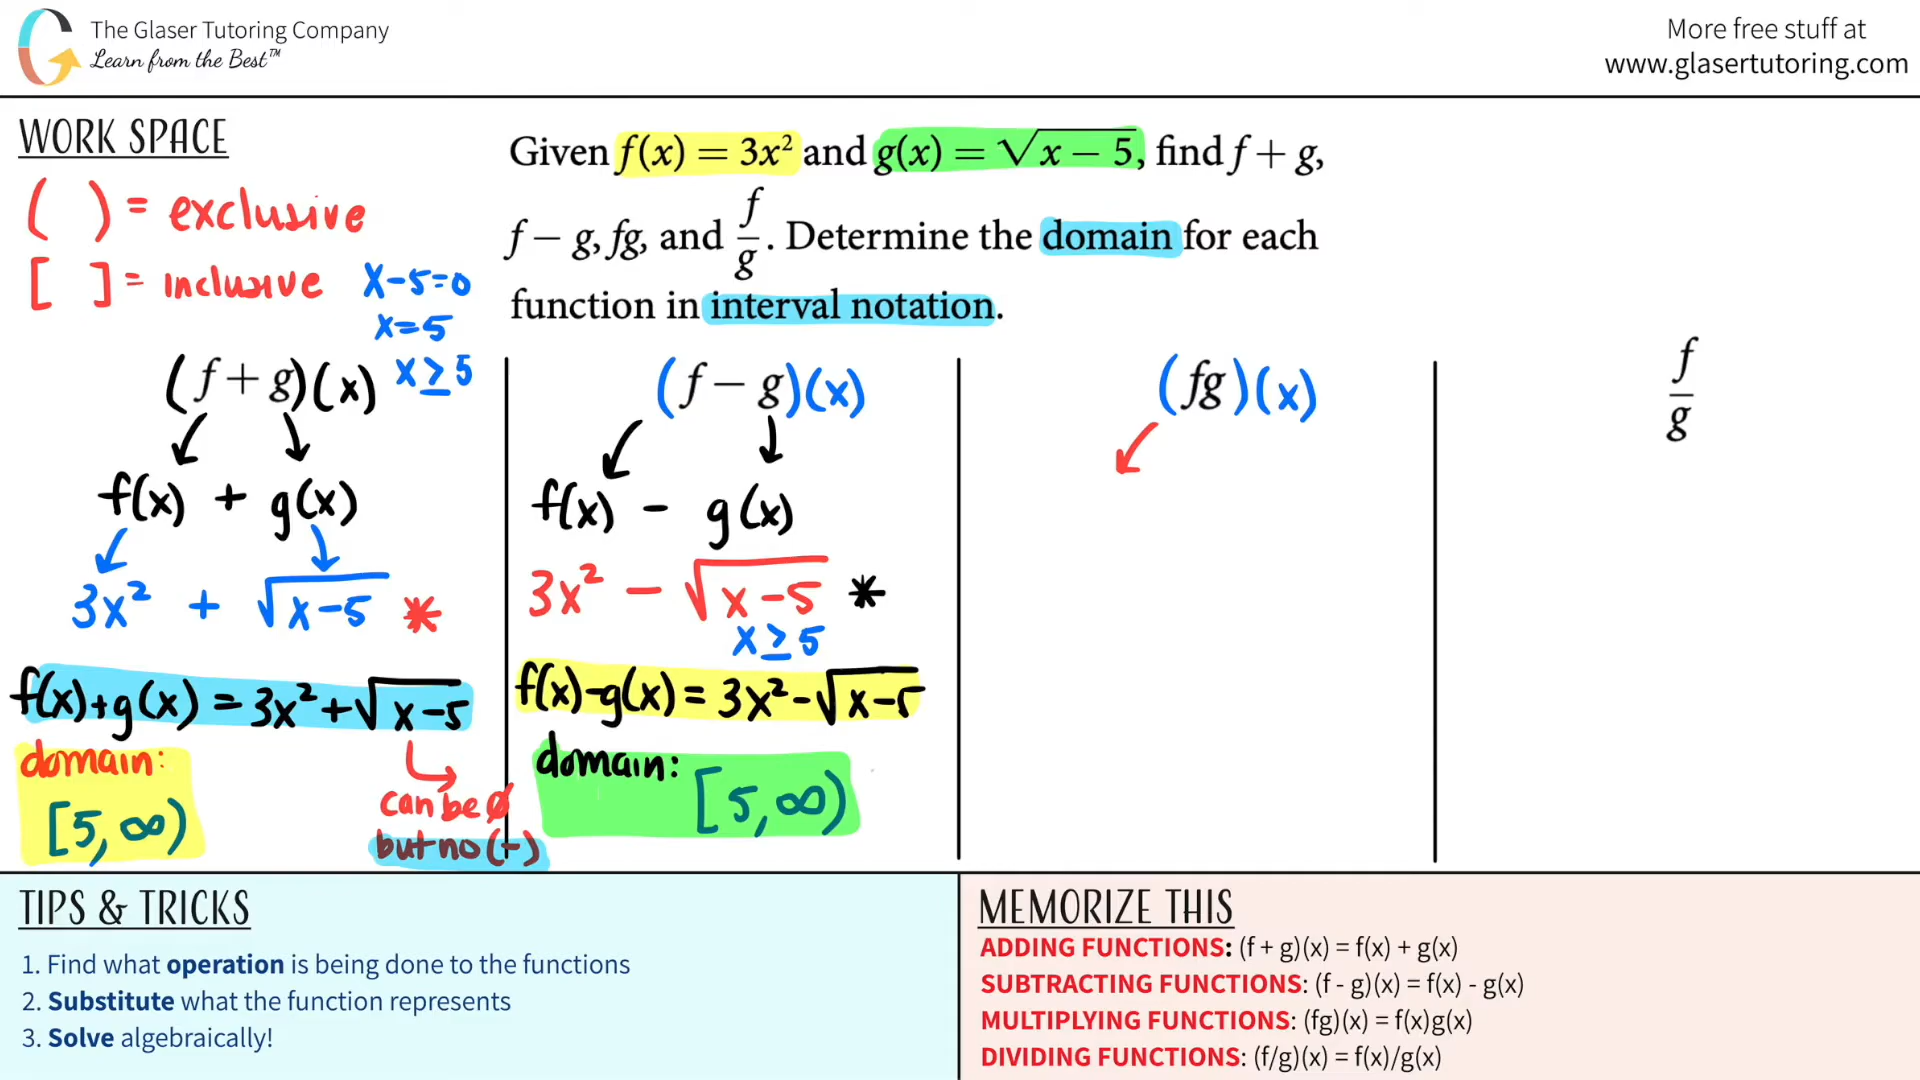 The Glaser Tutoring Company
Learn from the Best™
More free stuff at
www.glasertutoring.com
WORK SPACE
( ) = exclusive
[ ] = inclusive
x-5=0
x=5
x≥5
Given f(x) = 3x² and g(x) = √x − 5, find f + g,
f − g, fg, and f/g. Determine the domain for each
function in interval notation.
(f + g)(x)
f(x) + g(x)
3x² + √x-5 *
f(x)+g(x) = 3x²+√x-5
domain:
[5,∞)
can be ∅
but no (-)
(f − g)(x)
f(x) - g(x)
3x² - √x-5 *
x≥5
f(x)-g(x) = 3x²-√x-5
domain: [5,∞)
(fg)(x)
f/g
TIPS & TRICKS
1. Find what operation is being done to the functions
2. Substitute what the function represents
3. Solve algebraically!
MEMORIZE THIS
ADDING FUNCTIONS: (f + g)(x) = f(x) + g(x)
SUBTRACTING FUNCTIONS: (f - g)(x) = f(x) - g(x)
MULTIPLYING FUNCTIONS: (fg)(x) = f(x)g(x)
DIVIDING FUNCTIONS: (f/g)(x) = f(x)/g(x)